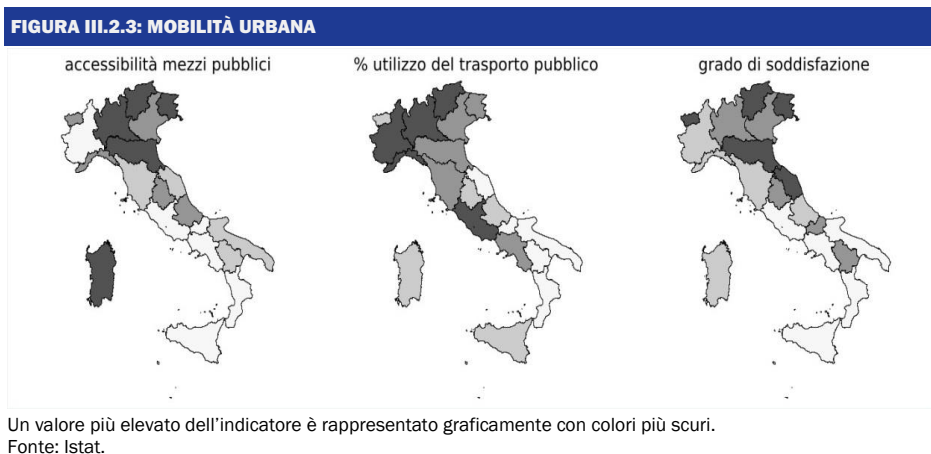 FIGURA III.2.3: MOBILITÀ URBANA
accessibilità mezzi pubblici
% utilizzo del trasporto pubblico
grado di soddisfazione
Un valore più elevato dell'indicatore è rappresentato graficamente con colori più scuri.
Fonte: Istat.